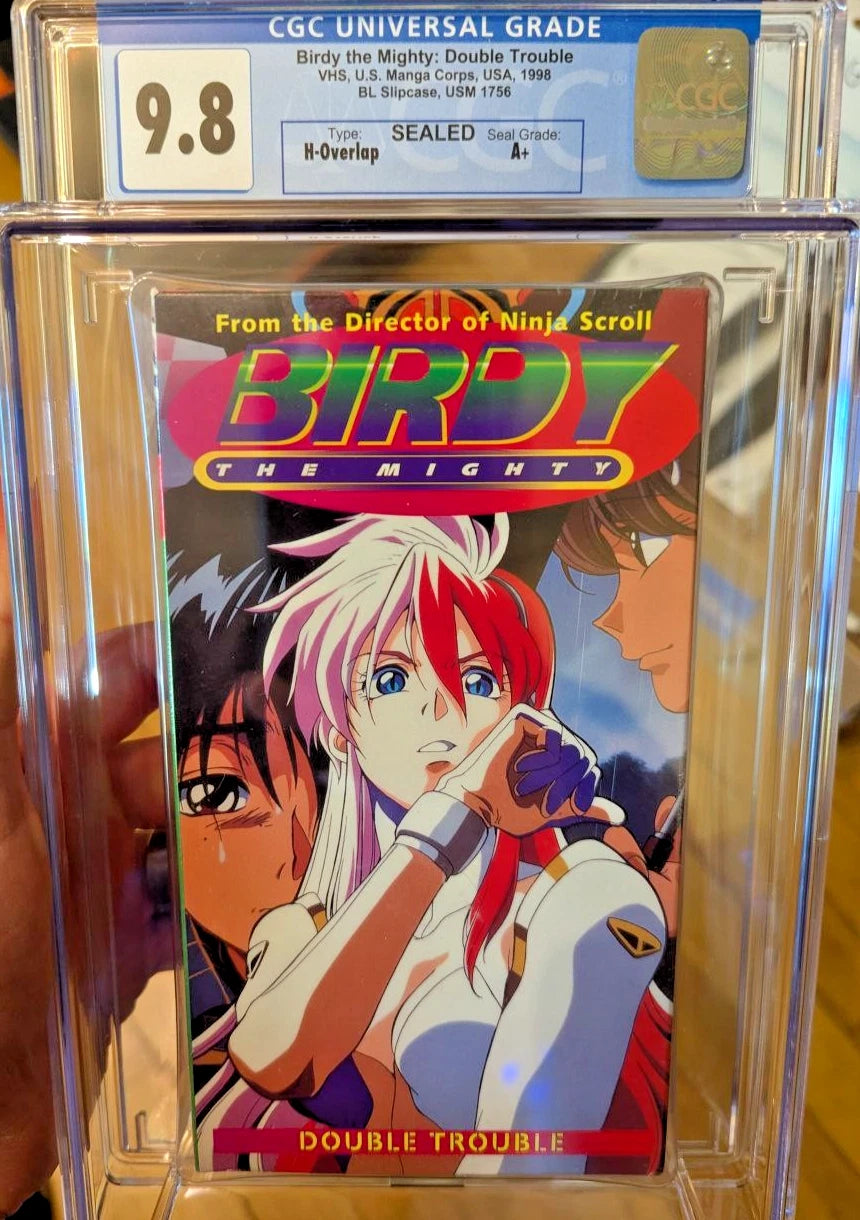 CGC UNIVERSAL GRADE
9.8
Birdy the Mighty: Double Trouble
VHS, U.S. Manga Corps, USA, 1998
BL Slipcase, USM 1756
Type: SEALED Seal Grade:
H-Overlap A+
CGC
From the Director of Ninja Scroll
BIRDY
THE MIGHTY
DOUBLE TROUBLE